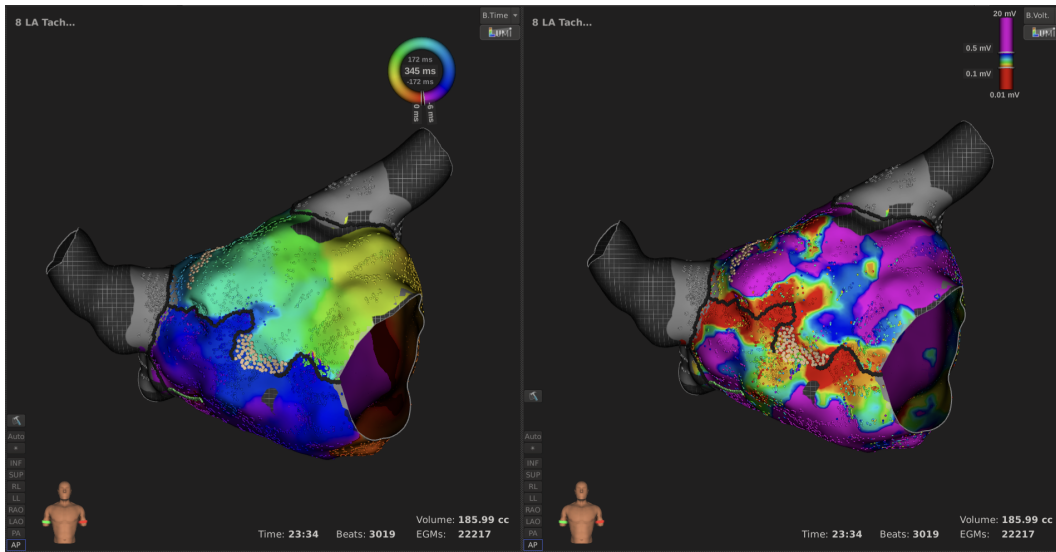 8 LA Tach...
B.Time
172 ms
345 ms
-172 ms
0 ms
-6 ms
Auto
INF
SUP
RL
LL
RAO
LAO
PA
AP
Volume: 185.99 cc
Time: 23:34 Beats: 3019 EGMs: 22217
8 LA Tach...
B.Volt.
20 mV
0.5 mV
0.1 mV
0.01 mV
Auto
INF
SUP
RL
LL
RAO
LAO
PA
AP
Volume: 185.99 cc
Time: 23:34 Beats: 3019 EGMs: 22217